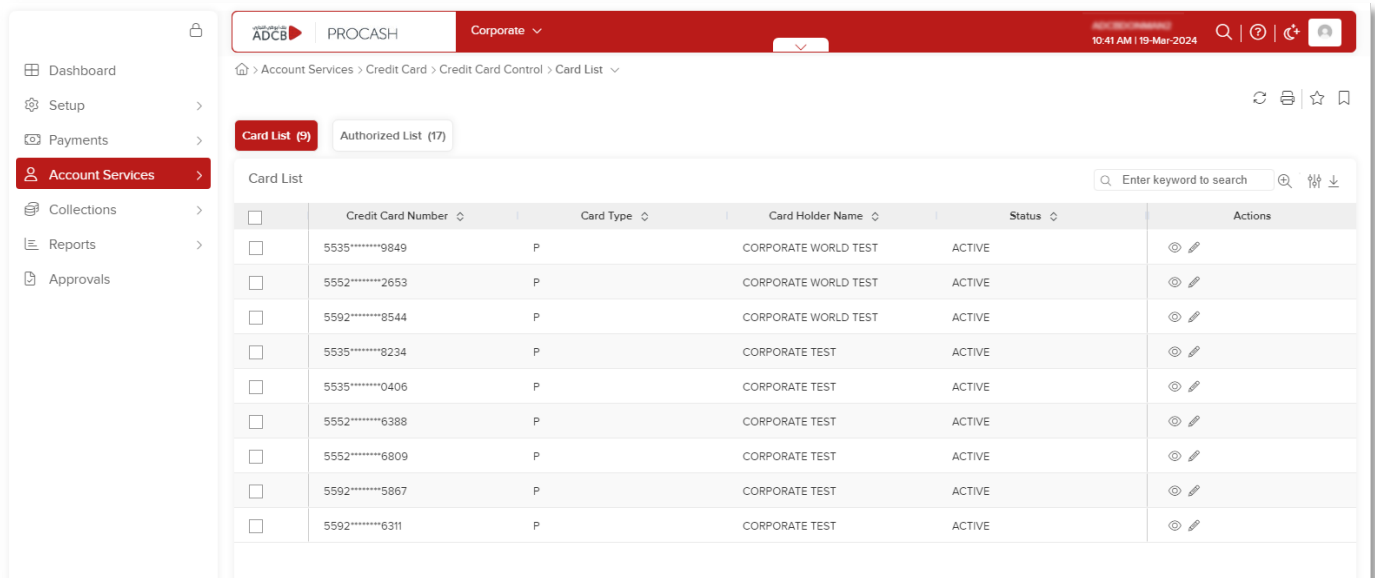 ADCB PROCASH Corporate
10:41 AM | 19-Mar-2024
Dashboard
Setup
Payments
Account Services
Collections
Reports
Approvals
> Account Services > Credit Card > Credit Card Control > Card List
Card List (9) Authorized List (17)
Card List Enter keyword to search
Credit Card Number Card Type Card Holder Name Status Actions
5535********9849 P CORPORATE WORLD TEST ACTIVE
5552********2653 P CORPORATE WORLD TEST ACTIVE
5592********8544 P CORPORATE WORLD TEST ACTIVE
5535********8234 P CORPORATE TEST ACTIVE
5535********0406 P CORPORATE TEST ACTIVE
5552********6388 P CORPORATE TEST ACTIVE
5552********6809 P CORPORATE TEST ACTIVE
5592********5867 P CORPORATE TEST ACTIVE
5592********6311 P CORPORATE TEST ACTIVE